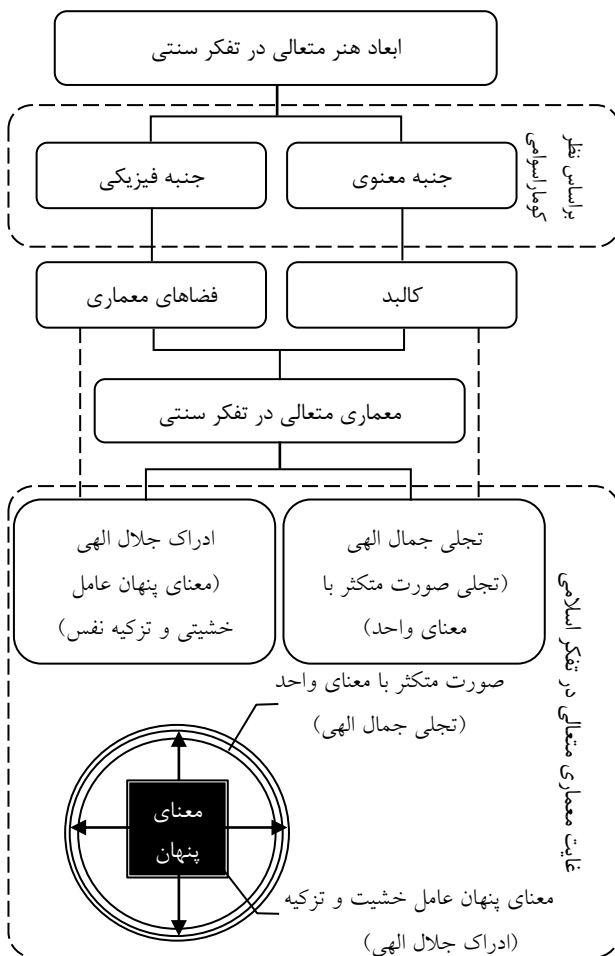 ابعاد هنر متعالی در تفکر سنتی
براساس نظر
کوماراسوامی
جنبه معنوی
جنبه فیزیکی
کالبد
فضاهای معماری
معماری متعالی در تفکر سنتی
غایت معماری متعالی در تفکر اسلامی
تجلی جمال الهی
(تجلی صورت متکثر با
معنای واحد)
ادراک جلال الهی
(معنای پنهان عامل
خشیتی و تزکیه نفس)
صورت متکثر با معنای واحد
(تجلی جمال الهی)
معنای
پنهان
معنای پنهان عامل خشیت و تزکیه
(ادراک جلال الهی)